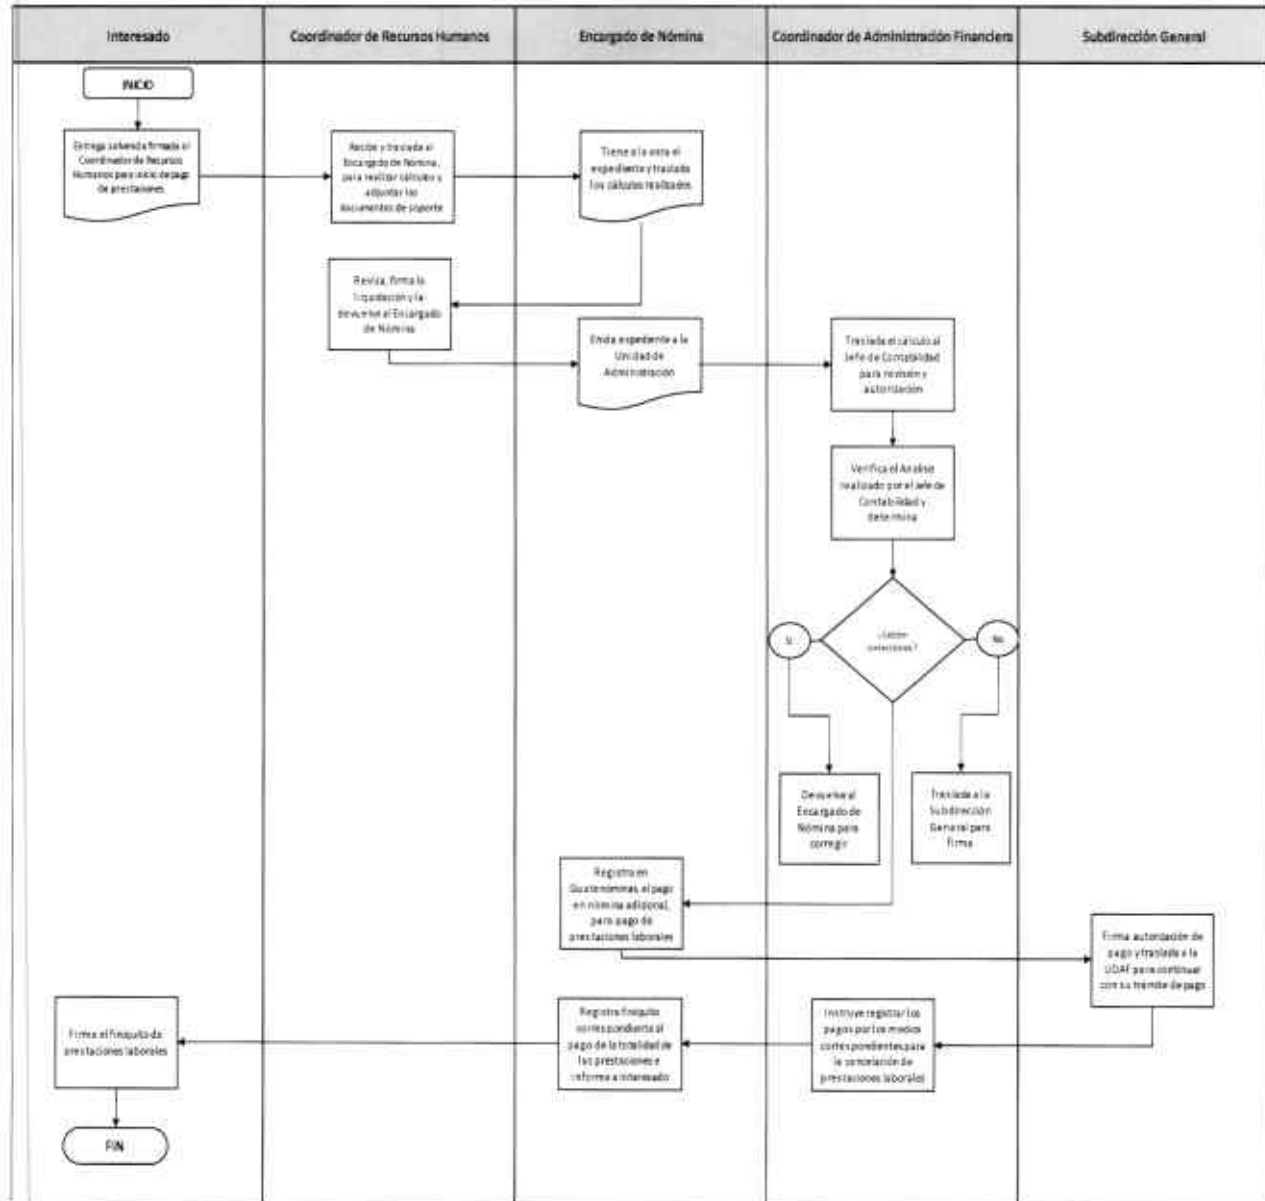 Interesado
Coordinador de Recursos Humanos
Encargado de Nómina
Coordinador de Administración Financiera
Subdirección General
INICIO
Entrega solvencia firmada al
Coordinador de Recursos
Humanos para inicio de pago
de prestaciones
Recibe y traslada al
Encargado de Nómina,
para realizar cálculos y
adjuntar los
documentos de soporte
Tiene a la vista el
expediente y traslada
los cálculos realizados
Revisa, firma la
liquidación y la
devuelve al Encargado
de Nómina
Envía expediente a la
Unidad de
Administración
Traslada el cálculo al
Jefe de Contabilidad
para revisión y
autorización
Verifica el Analisis
realizado por el Jefe de
Contabilidad y
determina
¿Existen
correcciones?
Si
No
Devuelve al
Encargado de
Nómina para
corregir
Traslada a la
Subdirección
General para
firma
Registra en
Guatenominas, el pago
en nómina adicional,
para pago de
prestaciones laborales
Firma autorización de
pago y traslada a la
UDAF para continuar
con su trámite de pago
Instruye registrar los
pagos por los medios
correspondientes para
la cancelación de
prestaciones laborales
Registra finiquito
correspondiente al
pago de la totalidad de
las prestaciones e
informa a interesado
Firma el finiquito de
prestaciones laborales
FIN